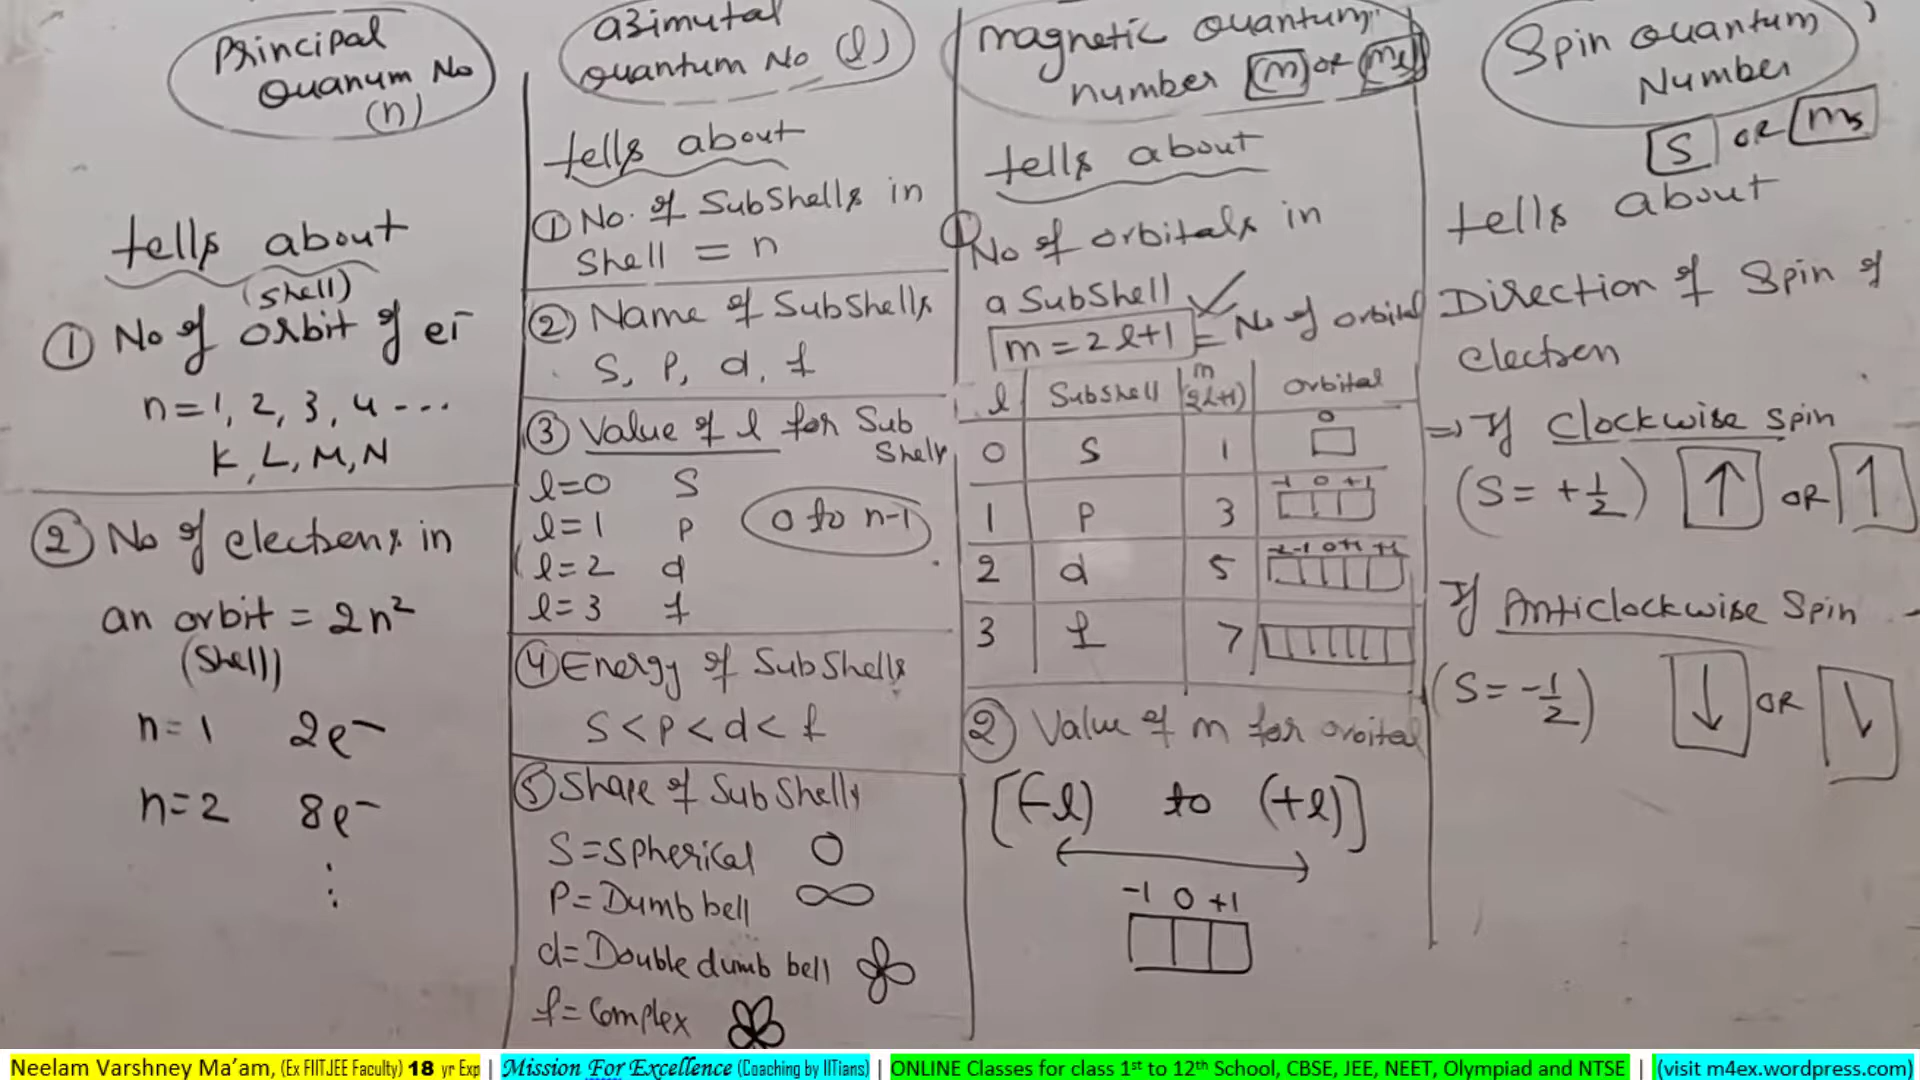 Principal
Quanum No
(n)
tells about
(Shell)
① No of orbit of e⁻
n=1, 2, 3, 4 ---
K, L, M, N
② No of electrons in
an orbit = 2n²
(Shell)
n=1 2e⁻
n=2 8e⁻
⋮
azimutal
quantum No (l)
tells about
① No. of SubShells in
Shell = n
② Name of SubShells
S, P, d, f
③ Value of l for Sub
Shells
l=0 S
l=1 P
l=2 d
l=3 f
0 to n-1
④ Energy of SubShells
S<P<d<f
⑤ Shape of SubShells
S=Spherical
P=Dumbbell
d=Double dumb bell
f=Complex
magnetic quantum
number m or ml
tells about
① No of orbitals in
a SubShell
m=2l+1 = No of orbital
l SubShell m (2l+1) orbital
0 S 1 0
1 P 3 -1 0 +1
2 d 5
3 f 7
② Value of m for orbital
[(-l) to (+l)]
-1 0 +1
Spin Quantum
Number
S OR ms
tells about
Direction of Spin of
electron
⇒ If Clockwise spin
(S = +1/2) ↑ OR ↿
If Anticlockwise Spin
(S = -1/2) ↓ OR ⇂
Neelam Varshney Ma’am, (Ex FIITJEE Faculty) 18 yr Exp | Mission For Excellence (Coaching by IITians) | ONLINE Classes for class 1st to 12th School, CBSE, JEE, NEET, Olympiad and NTSE | (visit m4ex.wordpress.com)